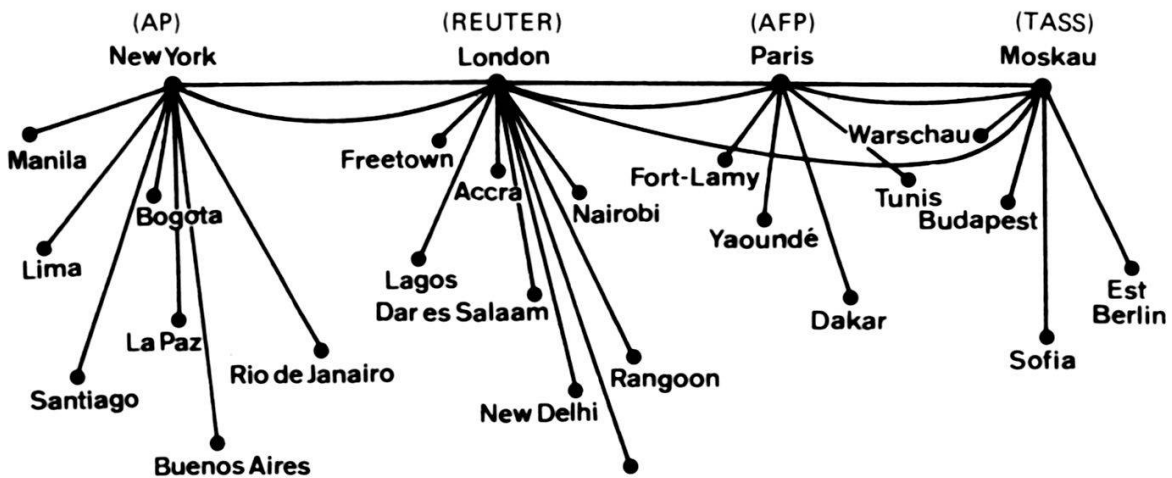 (AP)
New York
(REUTER)
London
(AFP)
Paris
(TASS)
Moskau
Manila
Freetown
Warschau
Fort-Lamy
Accra
Tunis
Nairobi
Bogota
Budapest
Yaoundé
Lima
Lagos
Dar es Salaam
Est
Berlin
Dakar
La Paz
Sofia
Rio de Janairo
Rangoon
Santiago
New Delhi
Buenos Aires